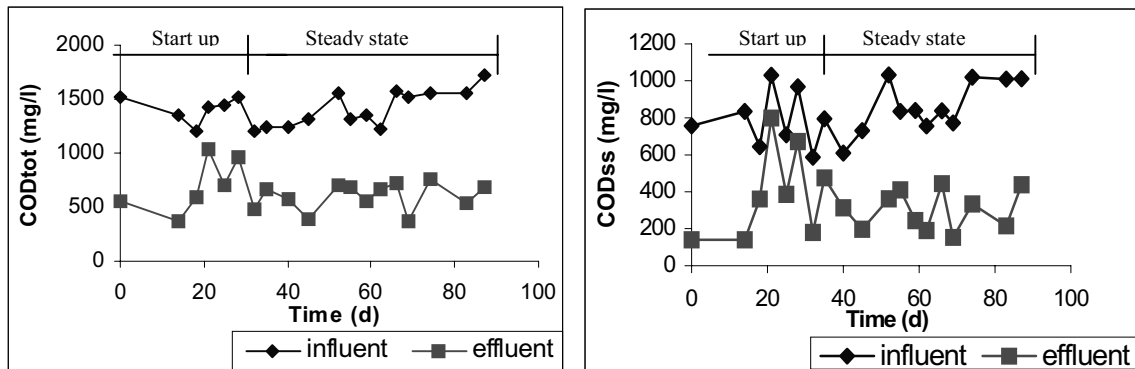 Start up
Steady state
2000
1500
1000
500
0
CODtot (mg/l)
0
20
40
60
80
100
Time (d)
influent
effluent
Start up
Steady state
1200
1000
800
600
400
200
0
CODss (mg/l)
0
20
40
60
80
100
Time (d)
influent
effluent